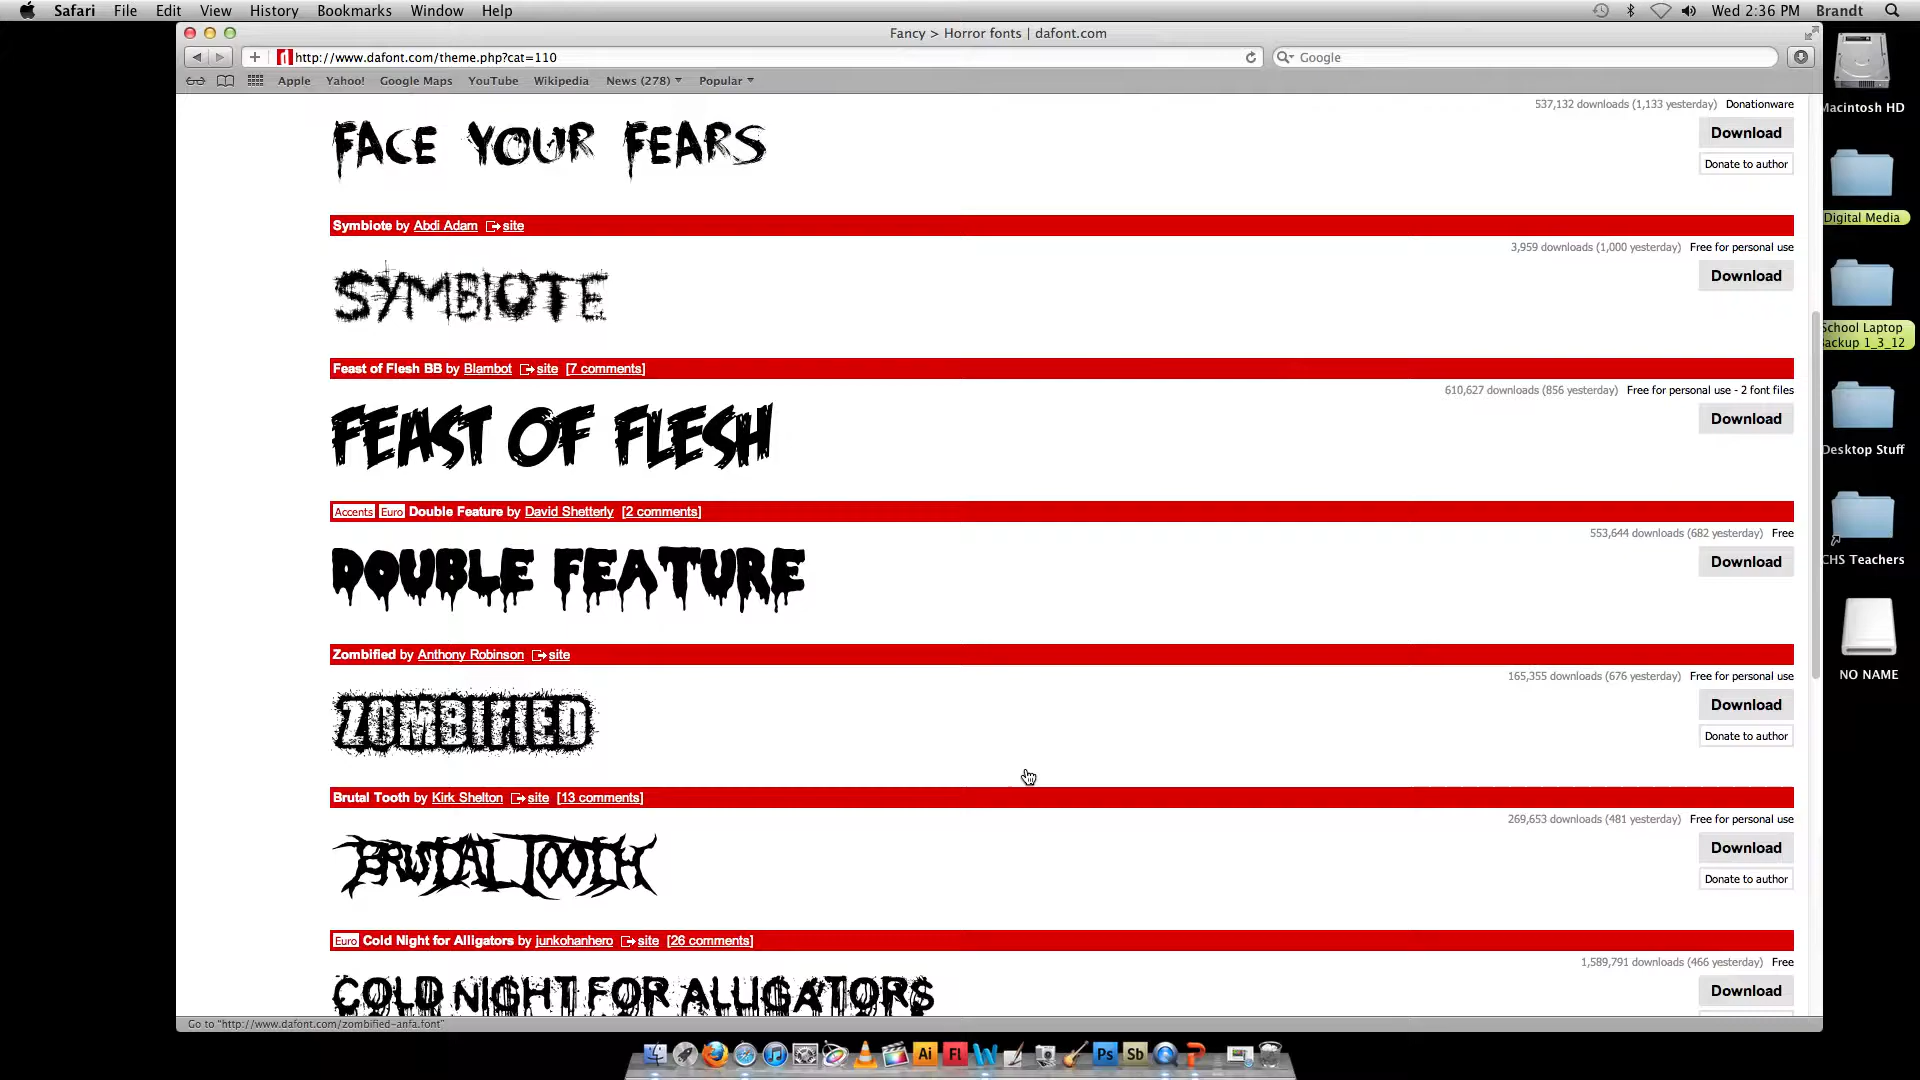 Safari File Edit View History Bookmarks Window Help Wed 2:36 PM Brandt
Fancy > Horror fonts | dafont.com
http://www.dafont.com/theme.php?cat=110 Google
Apple Yahoo! Google Maps YouTube Wikipedia News (278) Popular
537,132 downloads (1,133 yesterday) Donationware
FACE YOUR FEARS
Download
Donate to author
Symbiote by Abdi Adam site
3,959 downloads (1,000 yesterday) Free for personal use
SYMBIOTE
Download
Feast of Flesh BB by Blambot site [7 comments]
610,627 downloads (856 yesterday) Free for personal use - 2 font files
FEAST OF FLESH
Download
Accents Euro Double Feature by David Shetterly [2 comments]
553,644 downloads (682 yesterday) Free
DOUBLE FEATURE
Download
Zombified by Anthony Robinson site
165,355 downloads (676 yesterday) Free for personal use
ZOMBIFIED
Download
Donate to author
Brutal Tooth by Kirk Shelton site [13 comments]
269,653 downloads (481 yesterday) Free for personal use
BRUTAL TOOTH
Download
Donate to author
Euro Cold Night for Alligators by junkohanhero site [26 comments]
1,589,791 downloads (466 yesterday) Free
COLD NIGHT FOR ALLIGATORS
Download
Go to "http://www.dafont.com/zombified-anfa.font"
Macintosh HD
Digital Media
School Laptop
Backup 1_3_12
Desktop Stuff
CHS Teachers
NO NAME
Ai Fl W Ps Sb